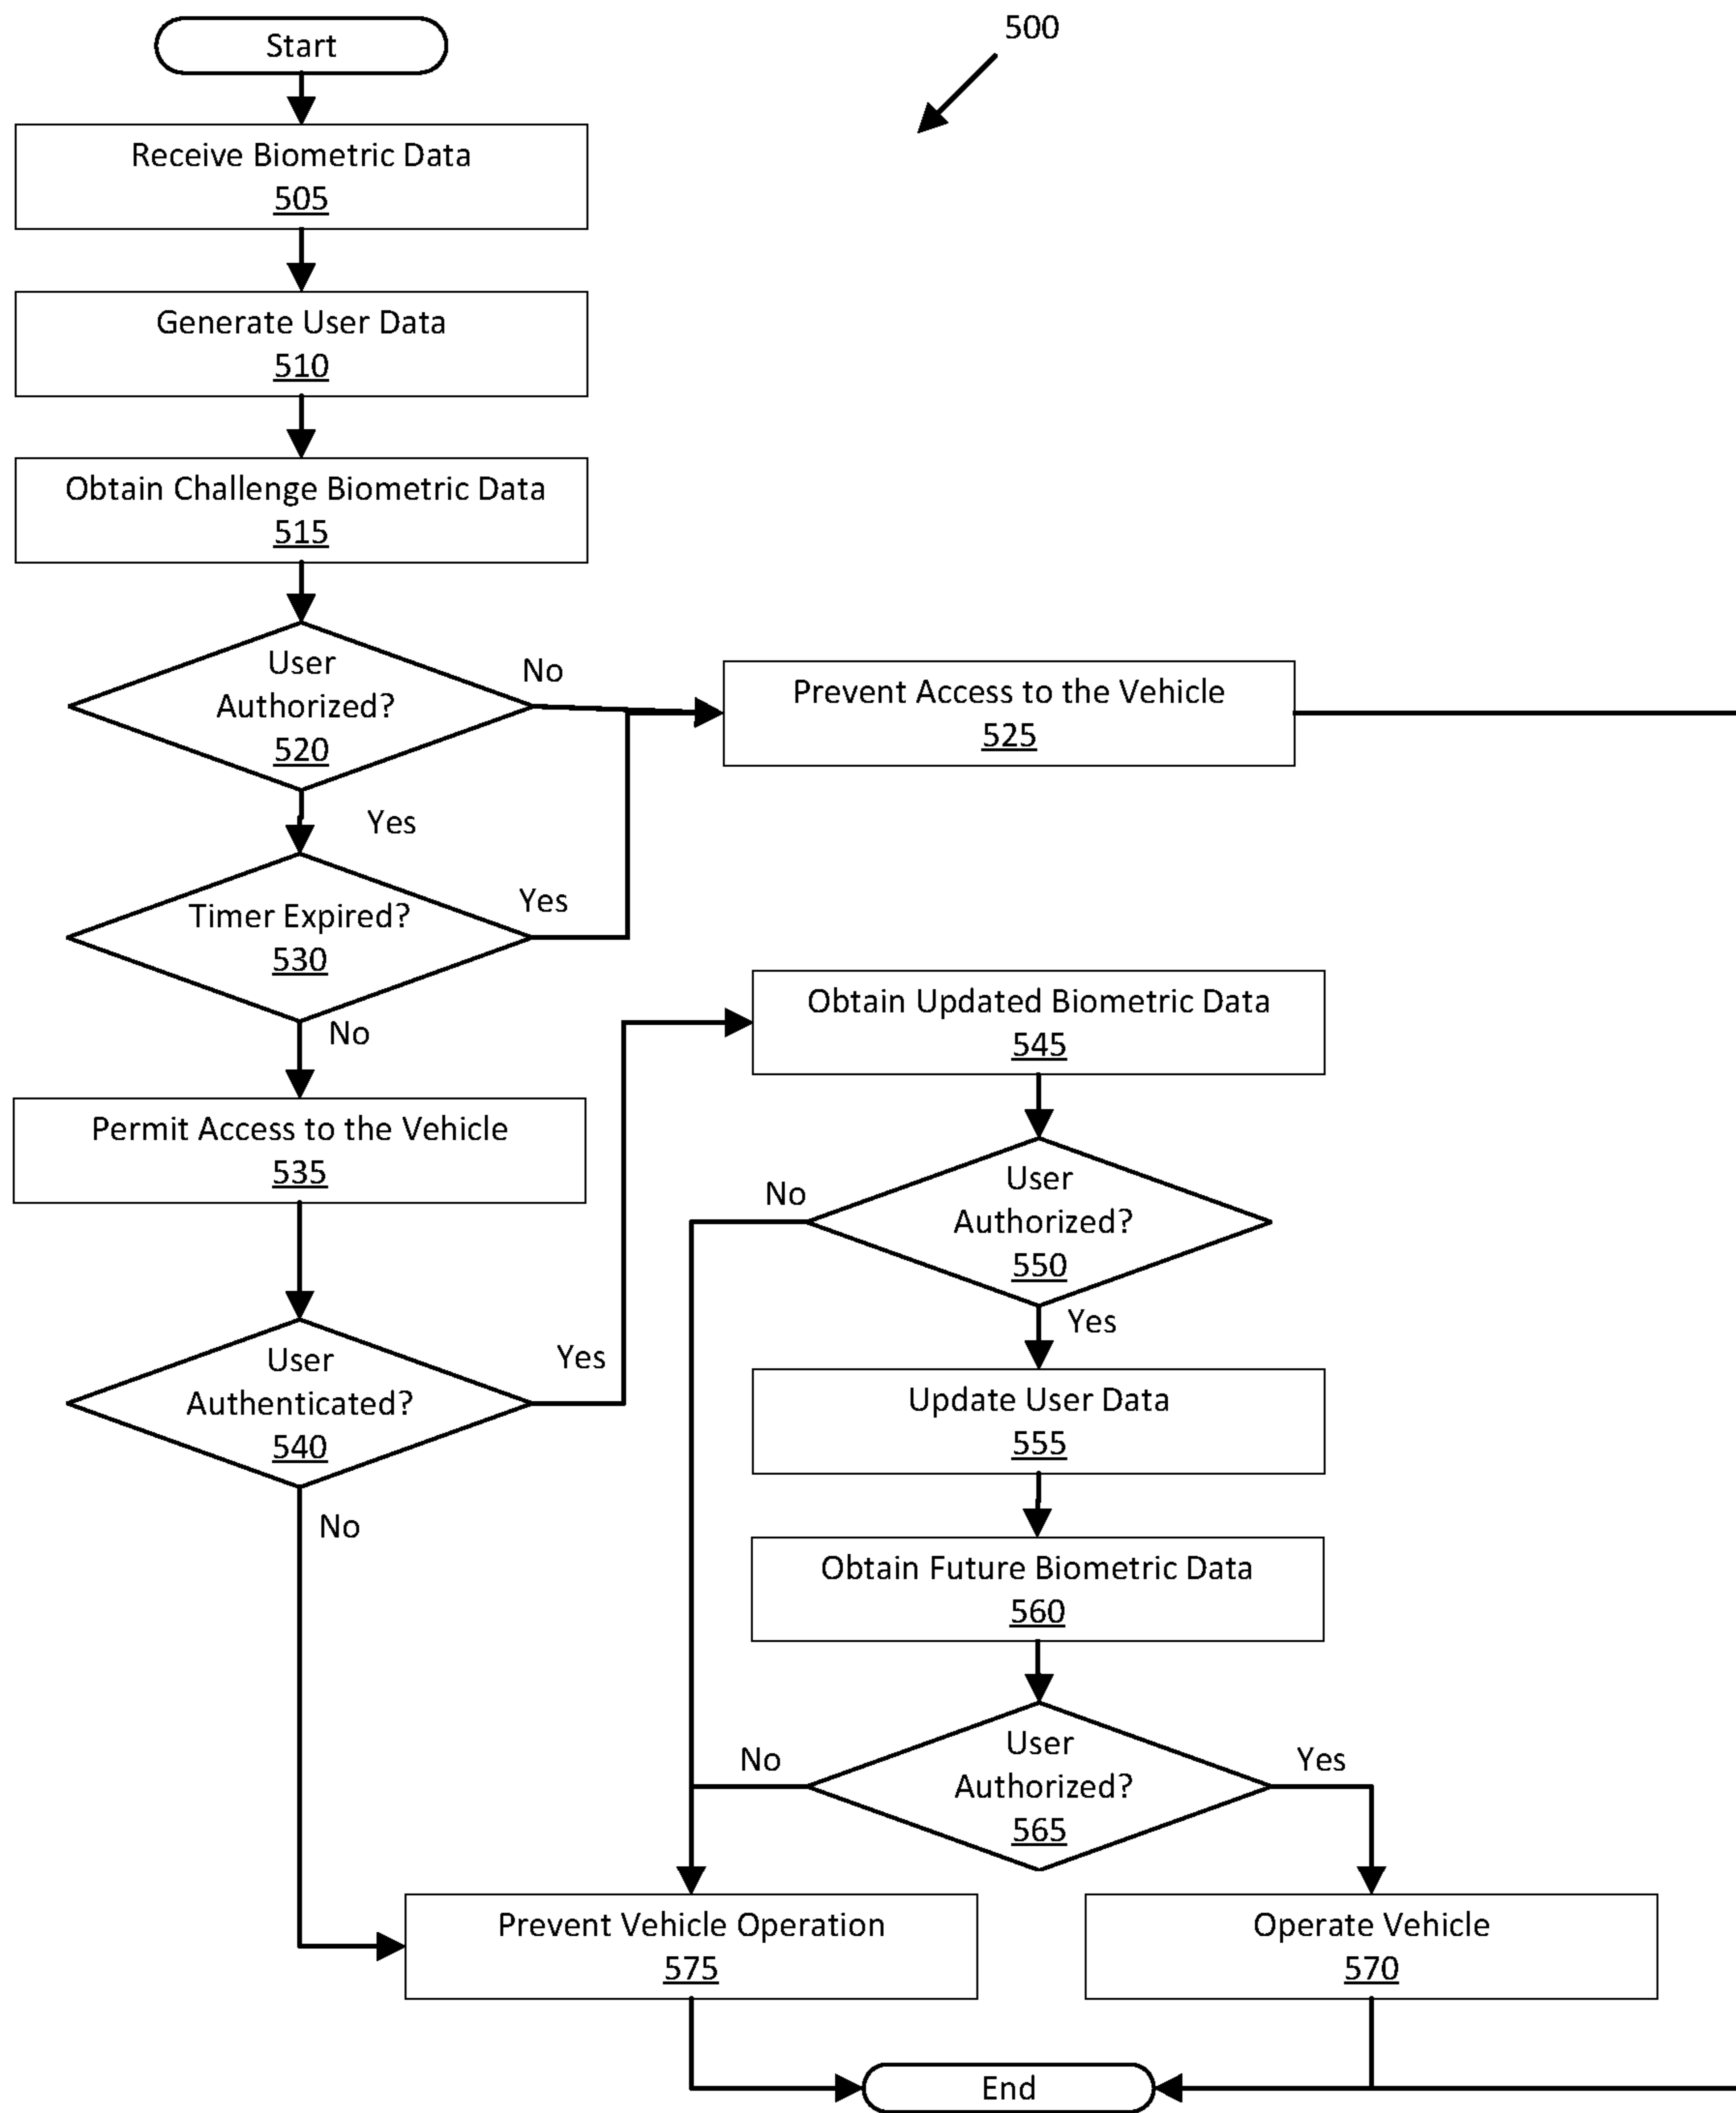 500
Start
Receive Biometric Data
505
Generate User Data
510
Obtain Challenge Biometric Data
515
User
Authorized?
520
No
Prevent Access to the Vehicle
525
Yes
Timer Expired?
530
Yes
No
Permit Access to the Vehicle
535
User
Authenticated?
540
Yes
No
Obtain Updated Biometric Data
545
User
Authorized?
550
No
Yes
Update User Data
555
Obtain Future Biometric Data
560
User
Authorized?
565
No
Yes
Prevent Vehicle Operation
575
Operate Vehicle
570
End